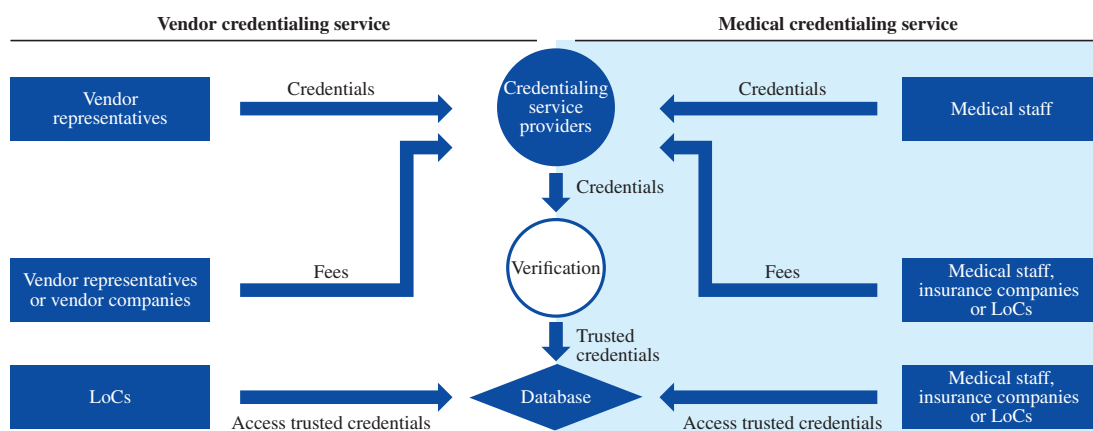 Vendor credentialing service
Medical credentialing service
Vendor
representatives
Credentials
Credentialing
service
providers
Credentials
Medical staff
Credentials
Vendor representatives
or vendor companies
Fees
Verification
Fees
Medical staff,
insurance companies
or LoCs
Trusted
credentials
LoCs
Access trusted credentials
Database
Access trusted credentials
Medical staff,
insurance companies
or LoCs